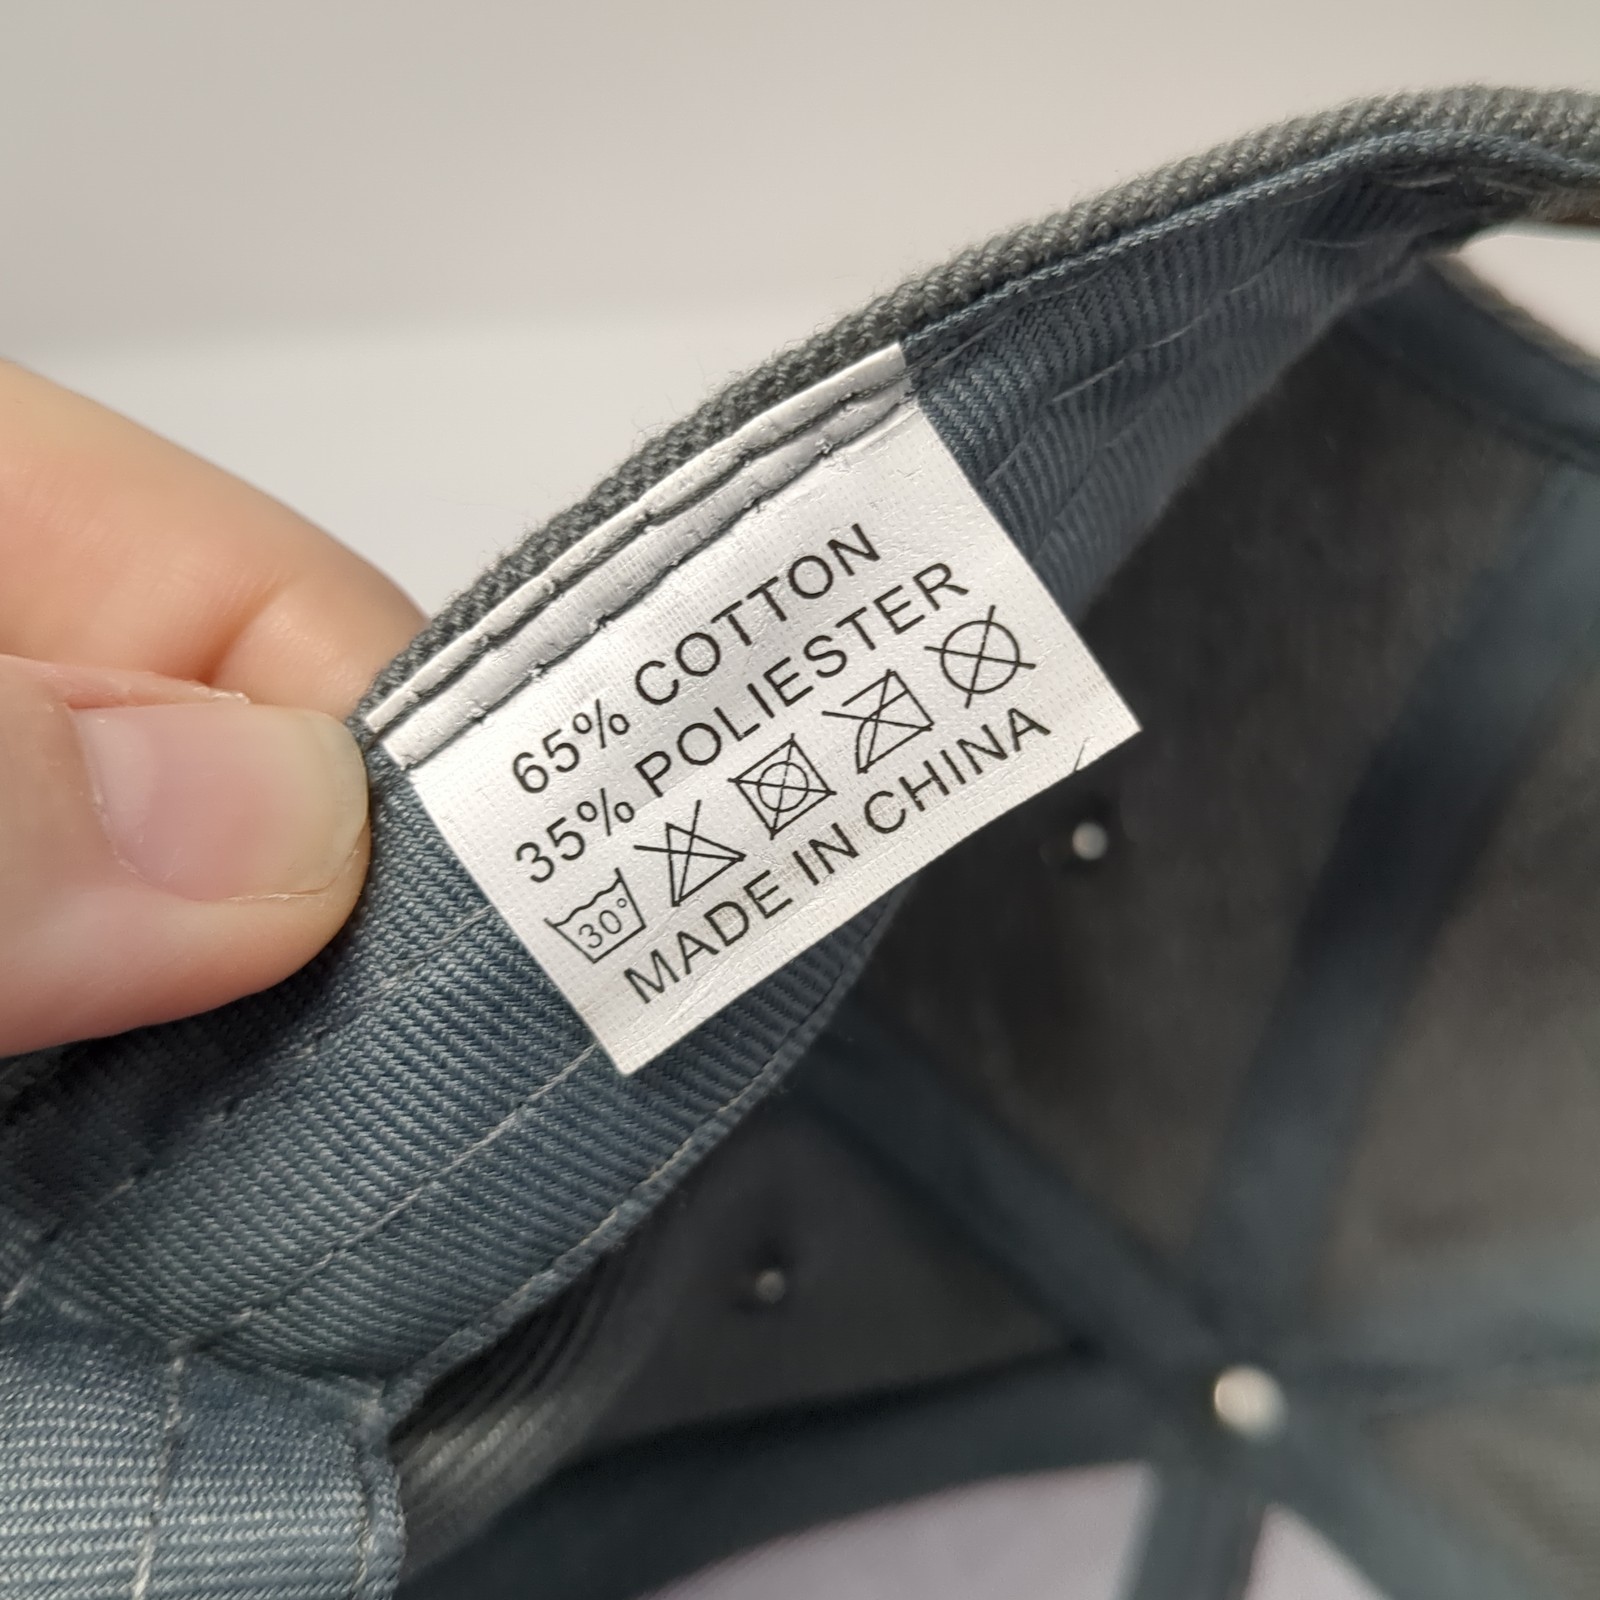 65% COTTON
35% POLIESTER
30°
MADE IN CHINA